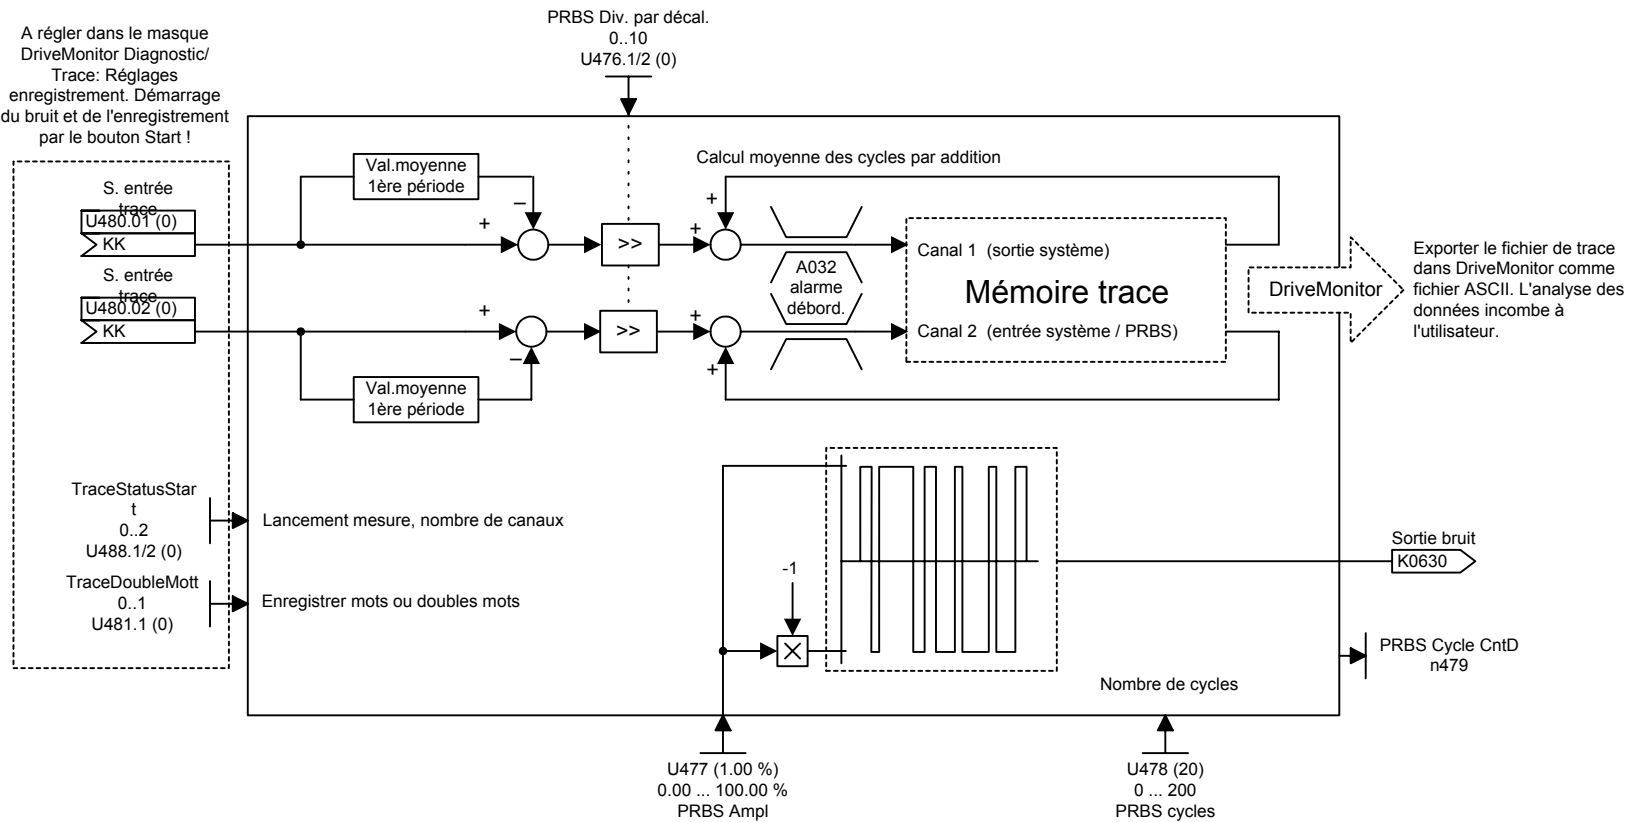 PRBS Div. par décal.
0..10
U476.1/2 (0)
A régler dans le masque
DriveMonitor Diagnostic/
Trace: Réglages
enregistrement. Démarrage
du bruit et de l'enregistrement
par le bouton Start !
S. entrée
trace
U480.01 (0)
KK
S. entrée
trace
U480.02 (0)
KK
TraceStatusStar
t
0..2
U488.1/2 (0)
TraceDoubleMott
0..1
U481.1 (0)
Val.moyenne
1ère période
–
+
>>
+
+
Calcul moyenne des cycles par addition
A032
alarme
débord.
Canal 1 (sortie système)
Mémoire trace
Canal 2 (entrée système / PRBS)
+
–
>>
+
+
Val.moyenne
1ère période
DriveMonitor
Exporter le fichier de trace
dans DriveMonitor comme
fichier ASCII. L'analyse des
données incombe à
l'utilisateur.
Lancement mesure, nombre de canaux
Enregistrer mots ou doubles mots
-1
Sortie bruit
K0630
PRBS Cycle CntD
n479
Nombre de cycles
U477 (1.00 %)
0.00 ... 100.00 %
PRBS Ampl
U478 (20)
0 ... 200
PRBS cycles